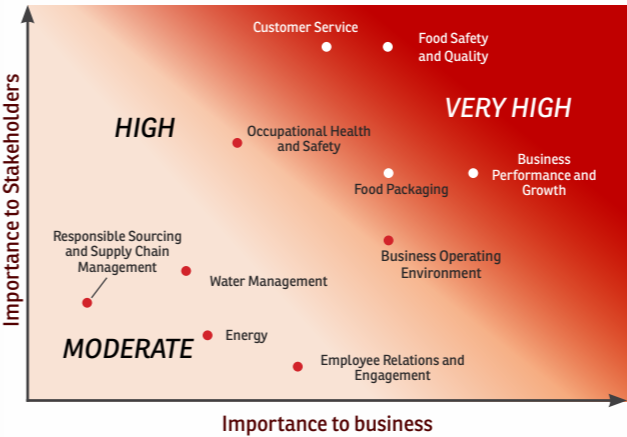 Customer Service
Food Safety
and Quality
VERY HIGH
HIGH
Occupational Health
and Safety
Business
Performance and
Growth
Food Packaging
Responsible Sourcing
and Supply Chain
Management
Business Operating
Environment
Water Management
Energy
MODERATE
Employee Relations and
Engagement
Importance to Stakeholders
Importance to business